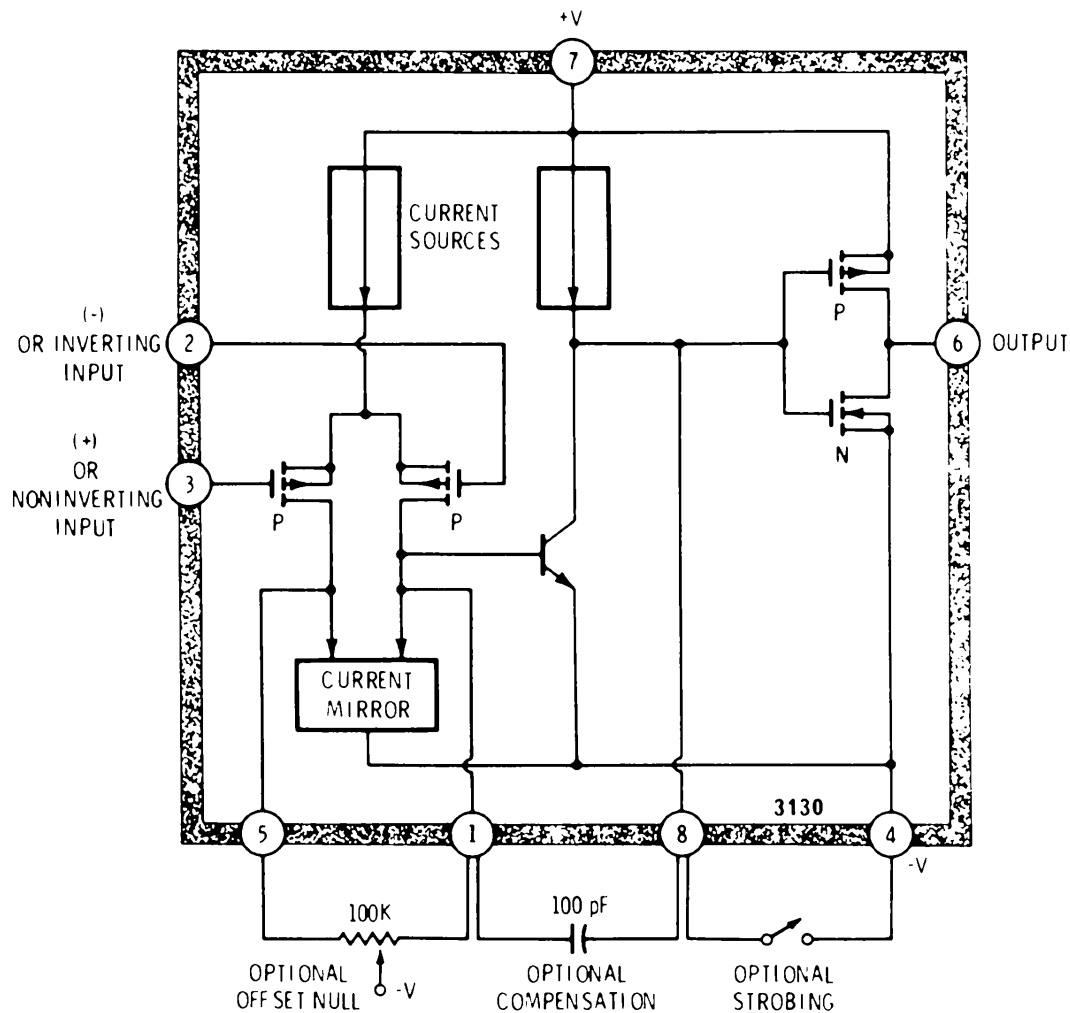 +V
7
CURRENT
SOURCES
P
(-)
OR INVERTING
INPUT
2
6
OUTPUT
(+)
OR
NONINVERTING
INPUT
3
P
P
N
CURRENT
MIRROR
3130
5
1
8
4
-V
100K
100 pF
-V
OPTIONAL
OFFSET NULL
OPTIONAL
COMPENSATION
OPTIONAL
STROBING